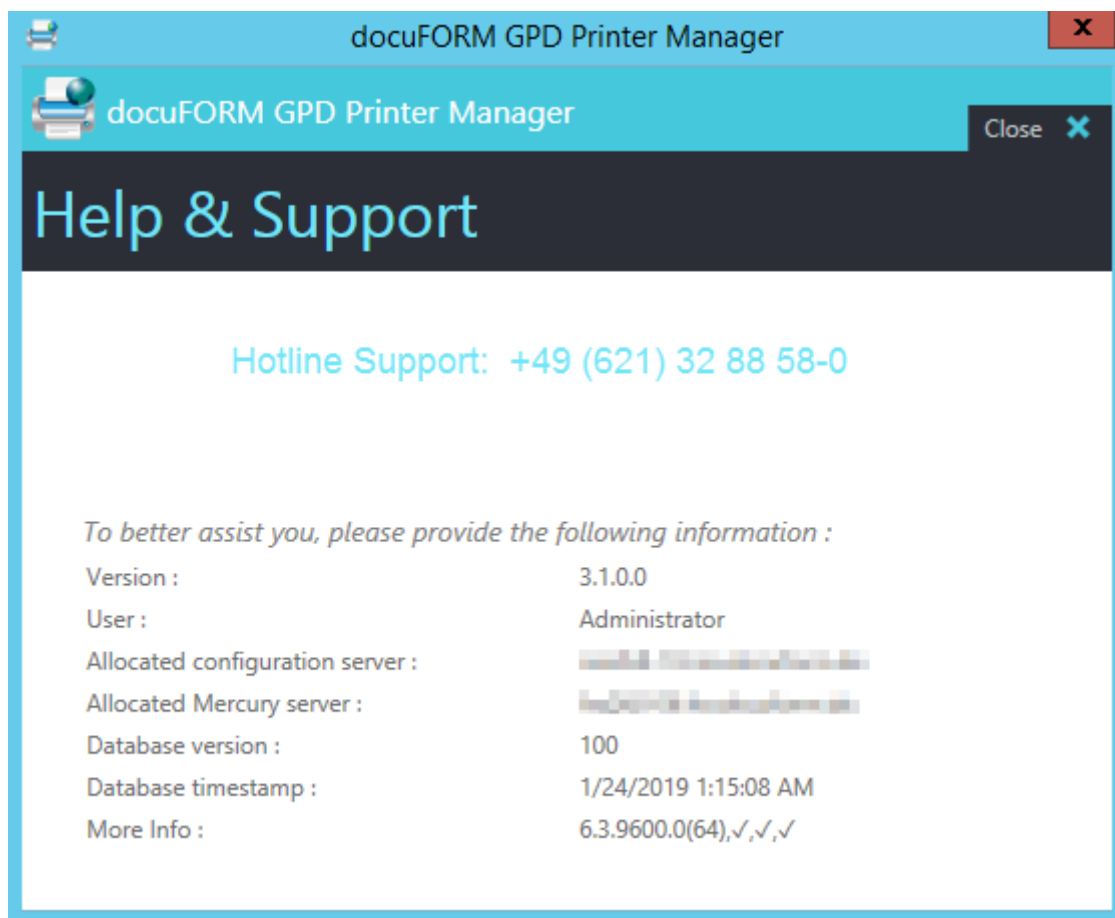 docuFORM GPD Printer Manager
x
docuFORM GPD Printer Manager
Close ✕
Help & Support
Hotline Support: +49 (621) 32 88 58-0
To better assist you, please provide the following information :
Version : 3.1.0.0
User : Administrator
Allocated configuration server :
Allocated Mercury server :
Database version : 100
Database timestamp : 1/24/2019 1:15:08 AM
More Info : 6.3.9600.0(64),✓,✓,✓